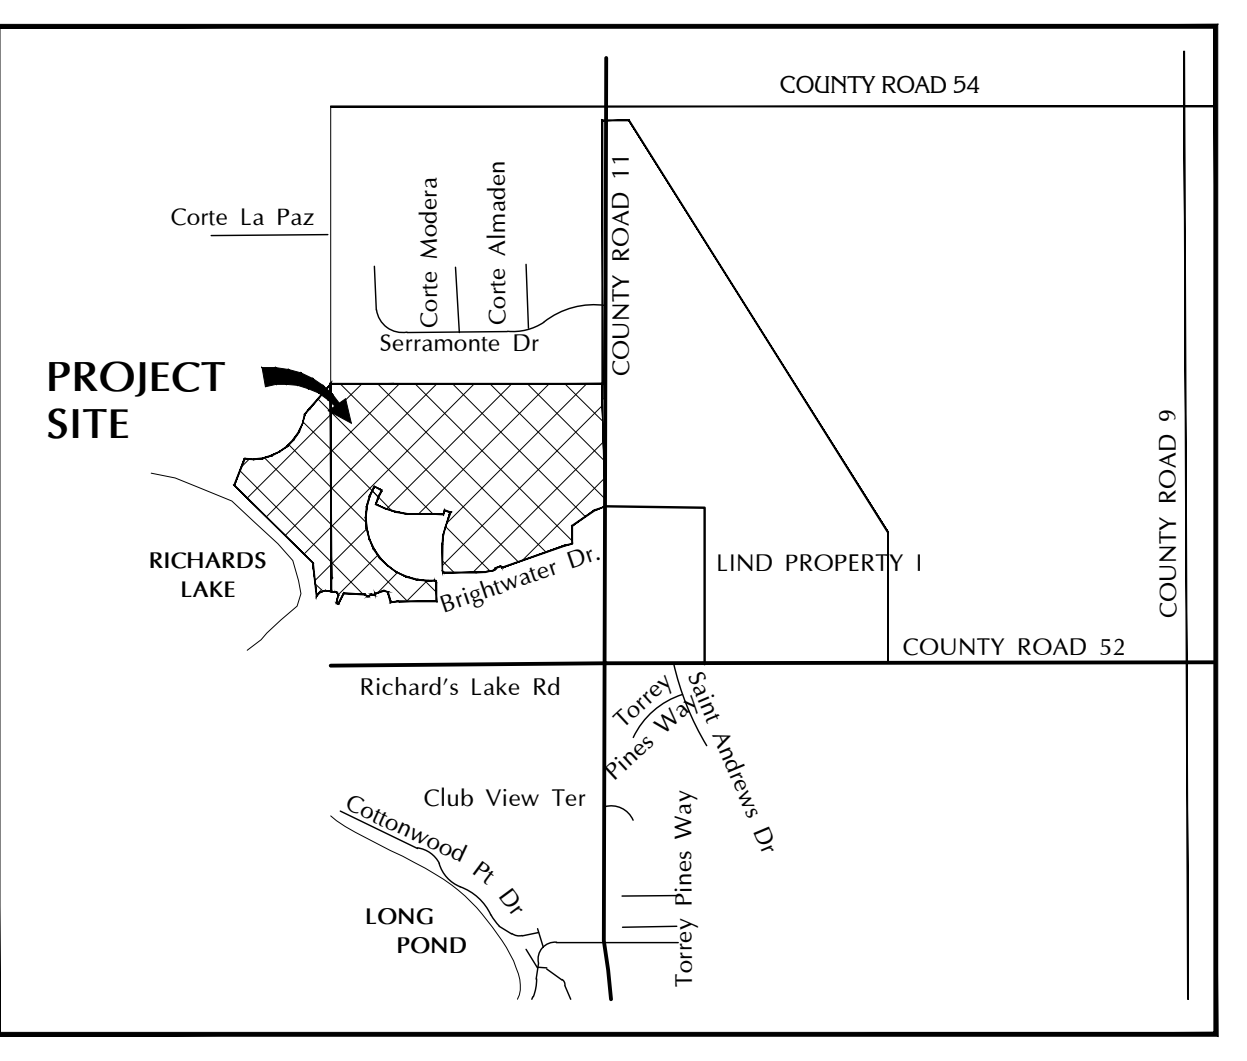 COUNTY ROAD 54
COUNTY ROAD 11
Corte La Paz
Corte Modera
Corte Almaden
Serramonte Dr
PROJECT
SITE
COUNTY ROAD 9
RICHARDS
LAKE
Brightwater Dr.
LIND PROPERTY I
COUNTY ROAD 52
Richard's Lake Rd
Torrey
Pines Way
Saint Andrews Dr
Club View Ter
Cottonwood Pt Dr
Torrey Pines Way
LONG
POND